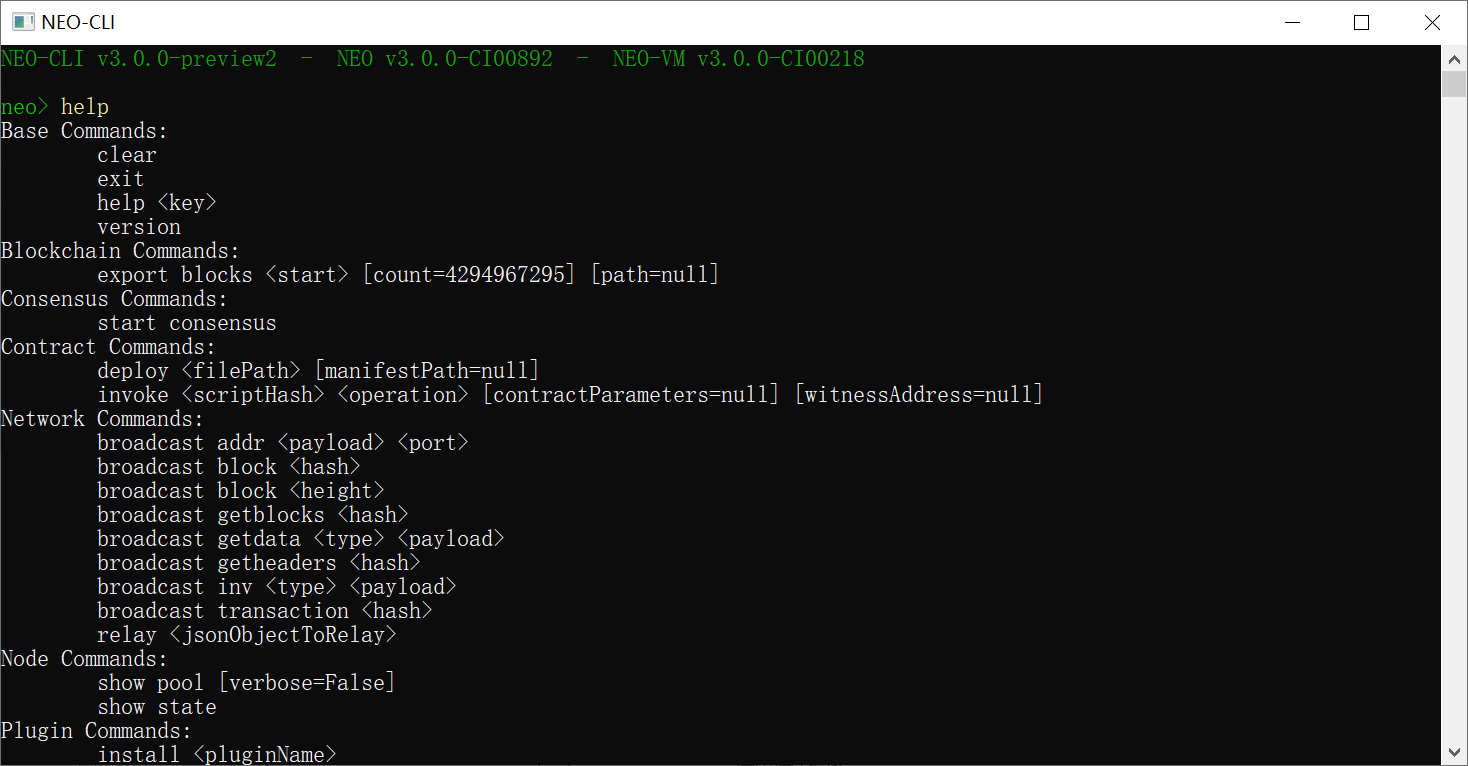 NEO-CLI
NEO-CLI v3.0.0-preview2 - NEO v3.0.0-CI00892 - NEO-VM v3.0.0-CI00218
neo> help
Base Commands:
clear
exit
help <key>
version
Blockchain Commands:
export blocks <start> [count=4294967295] [path=null]
Consensus Commands:
start consensus
Contract Commands:
deploy <filePath> [manifestPath=null]
invoke <scriptHash> <operation> [contractParameters=null] [witnessAddress=null]
Network Commands:
broadcast addr <payload> <port>
broadcast block <hash>
broadcast block <height>
broadcast getblocks <hash>
broadcast getdata <type> <payload>
broadcast getheaders <hash>
broadcast inv <type> <payload>
broadcast transaction <hash>
relay <jsonObjectToRelay>
Node Commands:
show pool [verbose=False]
show state
Plugin Commands:
install <pluginName>